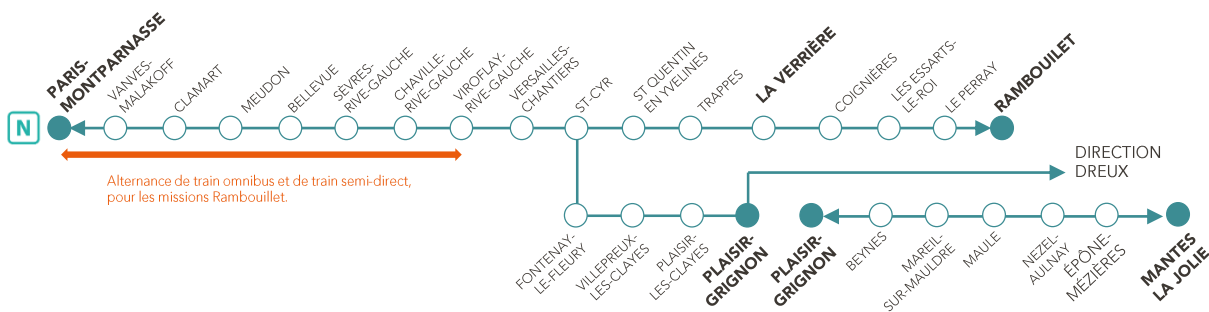 N
PARIS-
MONTPARNASSE
VANVES-
MALAKOFF
CLAMART
MEUDON
BELLEVUE
SÈVRES-
RIVE-GAUCHE
CHAVILLE-
RIVE-GAUCHE
VIROFLAY-
RIVE-GAUCHE
VERSAILLES-
CHANTIERS
ST-CYR
ST QUENTIN
EN YVELINES
TRAPPES
LA VERRIÈRE
COIGNIÈRES
LES ESSARTS-
LE-ROI
LE PERRAY
RAMBOUILET
Alternance de train omnibus et de train semi-direct,
pour les missions Rambouillet.
DIRECTION
DREUX
FONTENAY-
LE-FLEURY
VILLEPREUX-
LES-CLAYES
PLAISIR-
LES-CLAYES
PLAISIR-
GRIGNON
PLAISIR-
GRIGNON
BEYNES
MAREIL-
SUR-MAULDRE
MAULE
NEZEL-
AULNAY
ÉPÔNE-
MÉZIÈRES
MANTES
LA JOLIE